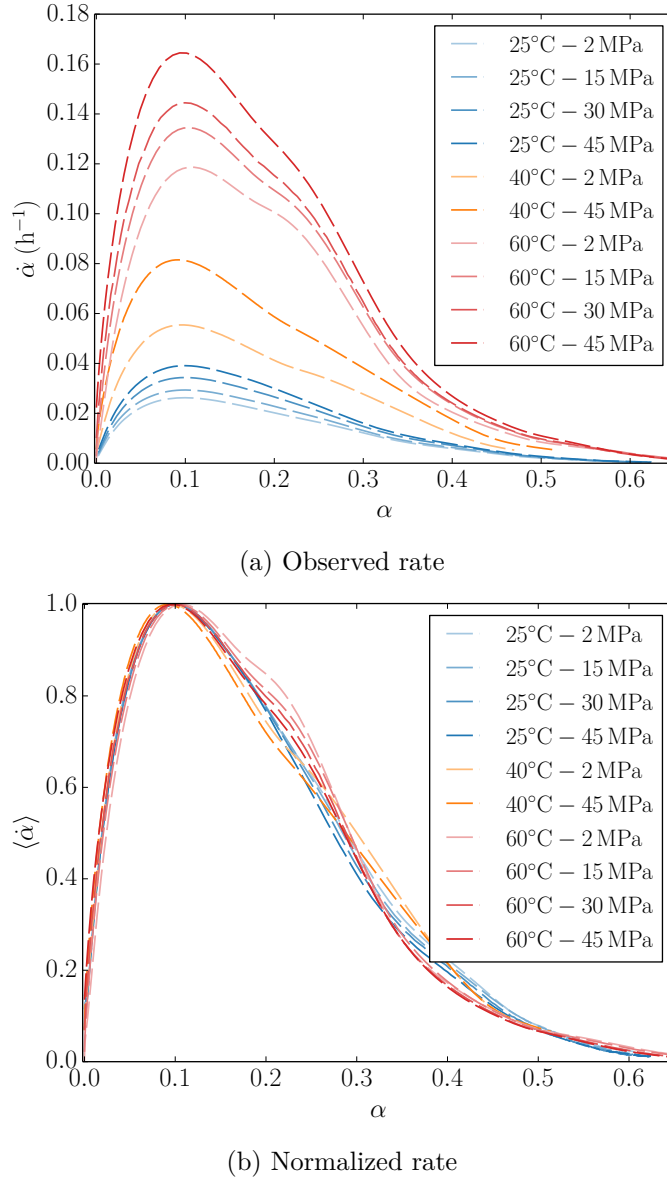 0.18
0.16
0.14
0.12
0.10
0.08
0.06
0.04
0.02
0.00
α̇ (h⁻¹)
25°C − 2 MPa
25°C − 15 MPa
25°C − 30 MPa
25°C − 45 MPa
40°C − 2 MPa
40°C − 45 MPa
60°C − 2 MPa
60°C − 15 MPa
60°C − 30 MPa
60°C − 45 MPa
0.0 0.1 0.2 0.3 0.4 0.5 0.6
α
(a) Observed rate
1.0
0.8
0.6
0.4
0.2
0.0
⟨α̇⟩
25°C − 2 MPa
25°C − 15 MPa
25°C − 30 MPa
25°C − 45 MPa
40°C − 2 MPa
40°C − 45 MPa
60°C − 2 MPa
60°C − 15 MPa
60°C − 30 MPa
60°C − 45 MPa
0.0 0.1 0.2 0.3 0.4 0.5 0.6
α
(b) Normalized rate